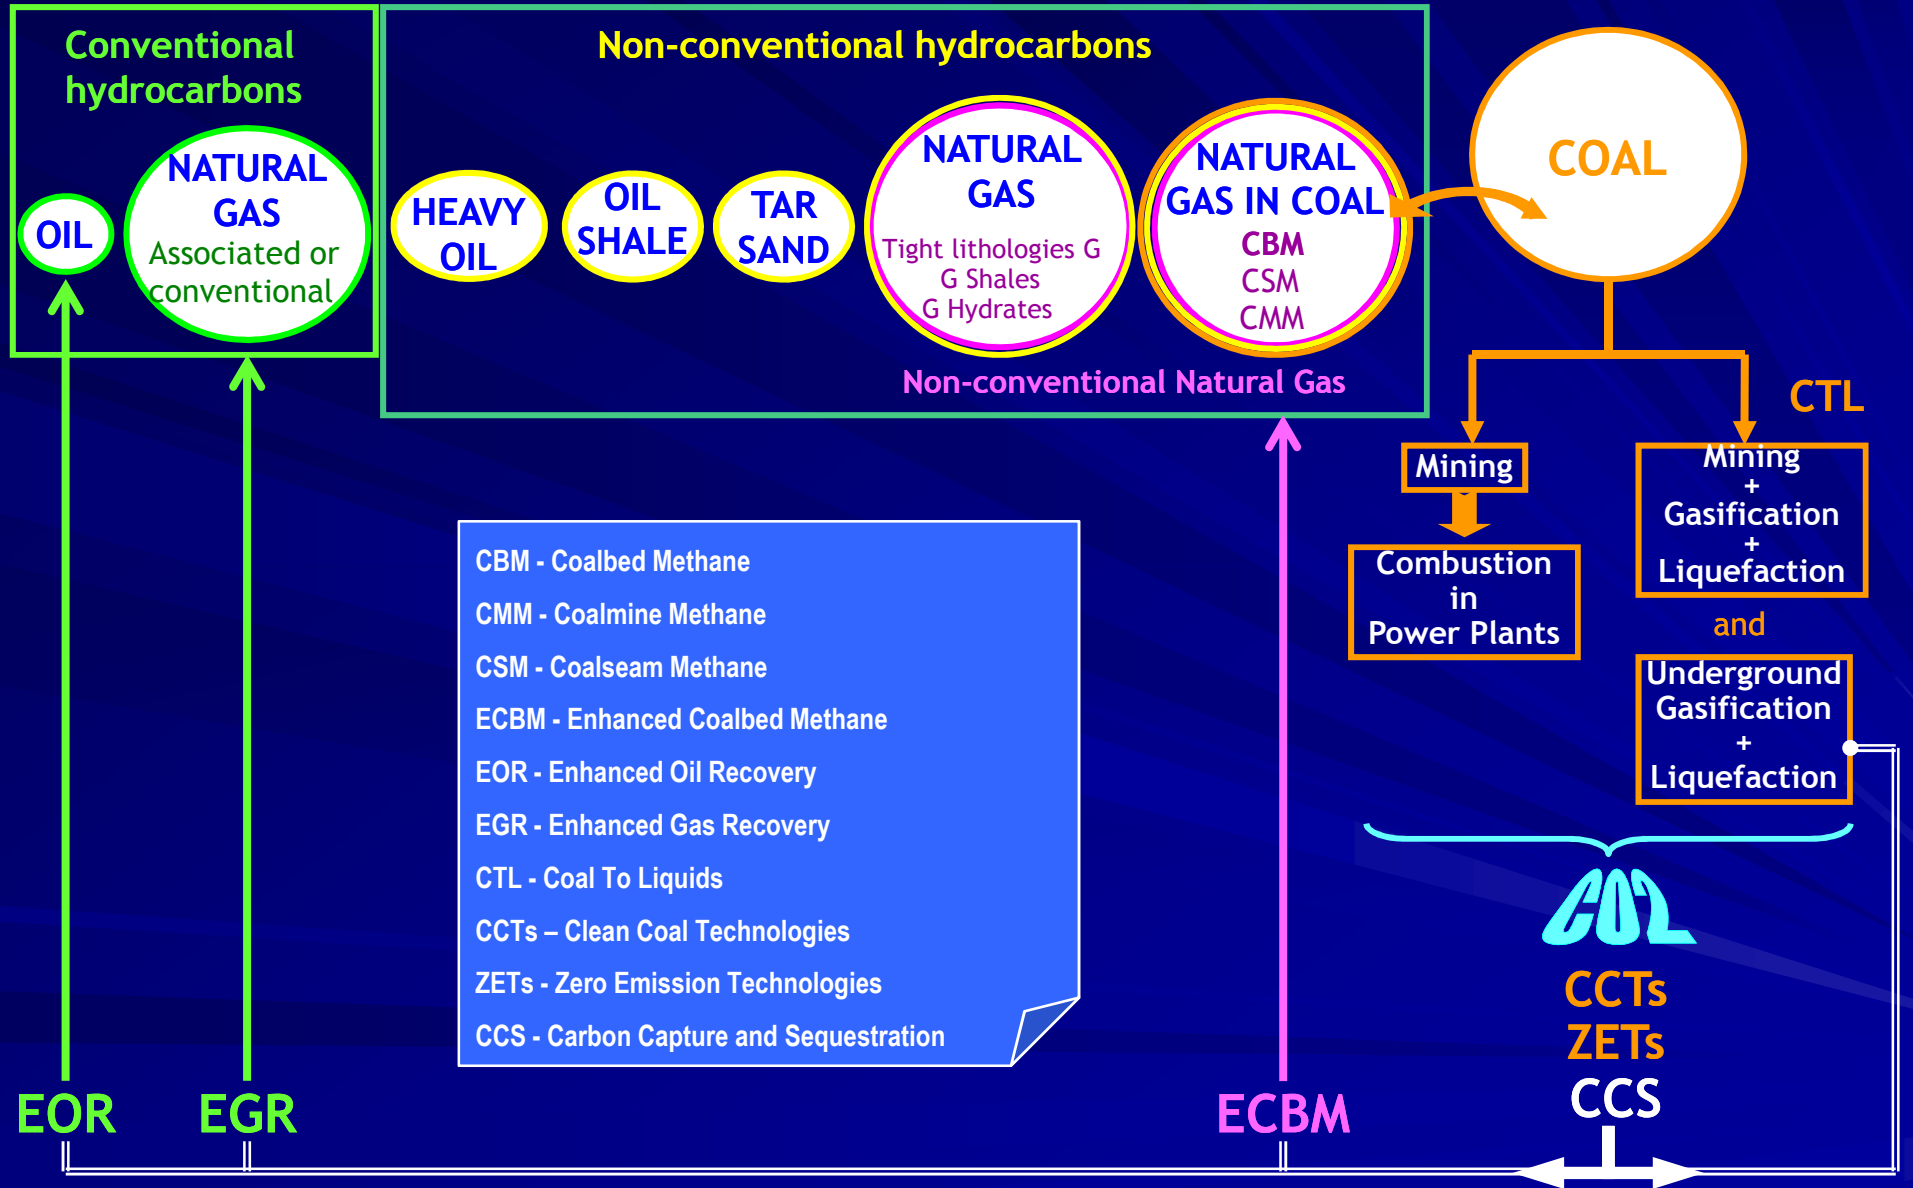 Conventional
hydrocarbons
OIL
NATURAL
GAS
Associated or
conventional
Non-conventional hydrocarbons
HEAVY
OIL
OIL
SHALE
TAR
SAND
NATURAL
GAS
Tight lithologies G
G Shales
G Hydrates
NATURAL
GAS IN COAL
CBM
CSM
CMM
Non-conventional Natural Gas
COAL
CTL
Mining
Combustion
in
Power Plants
Mining
+
Gasification
+
Liquefaction
and
Underground
Gasification
+
Liquefaction
CBM - Coalbed Methane
CMM - Coalmine Methane
CSM - Coalseam Methane
ECBM - Enhanced Coalbed Methane
EOR - Enhanced Oil Recovery
EGR - Enhanced Gas Recovery
CTL - Coal To Liquids
CCTs – Clean Coal Technologies
ZETs - Zero Emission Technologies
CCS - Carbon Capture and Sequestration
CO2
CCTs
ZETs
CCS
EOR
EGR
ECBM